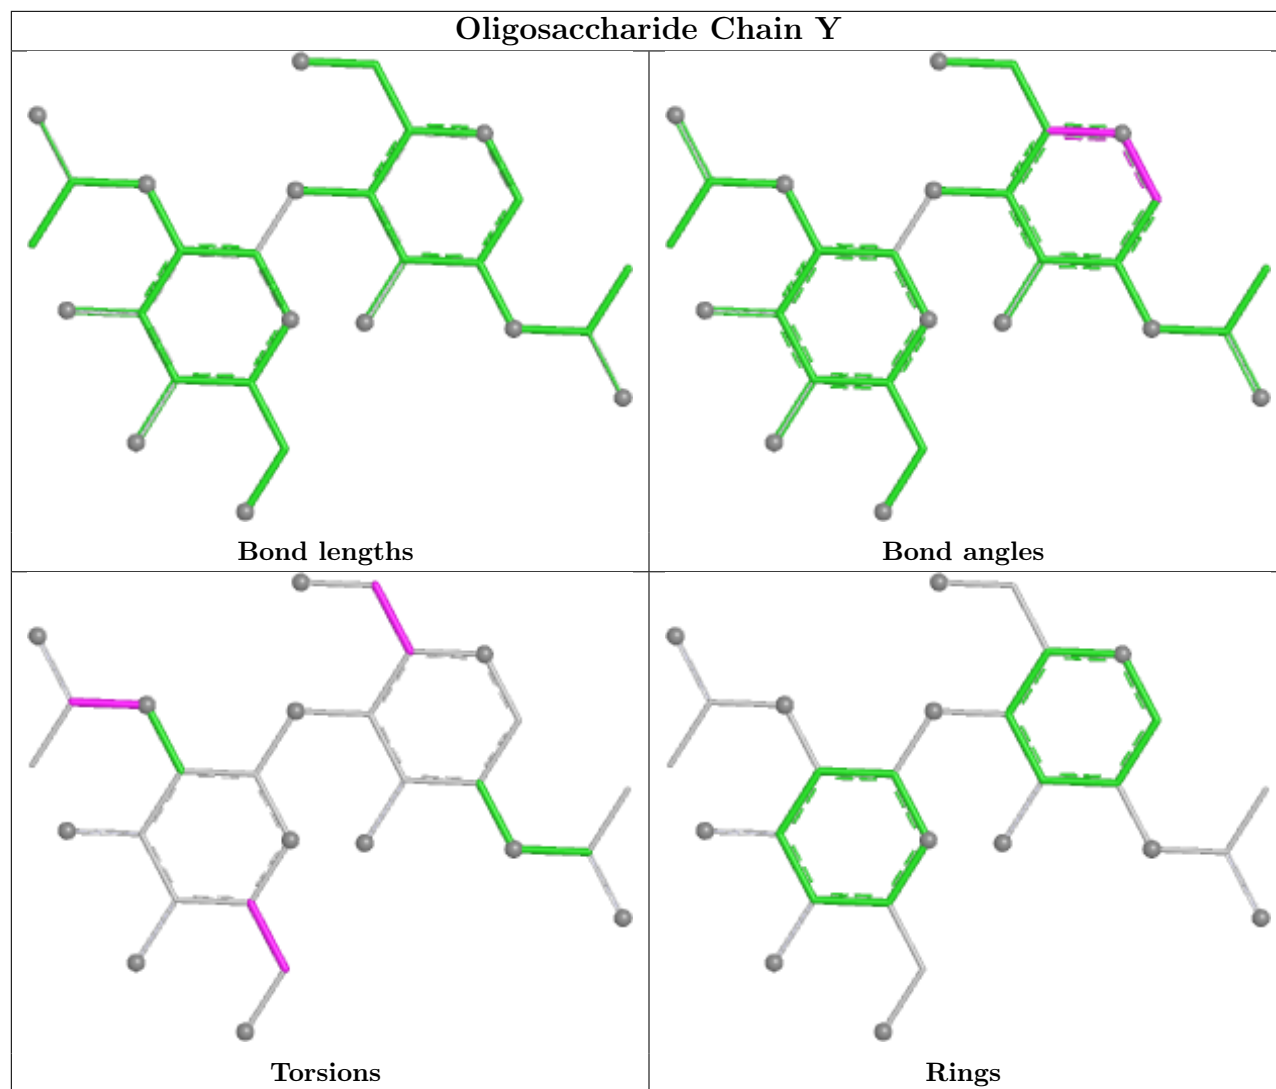 Oligosaccharide Chain Y
Bond lengths
Bond angles
Torsions
Rings